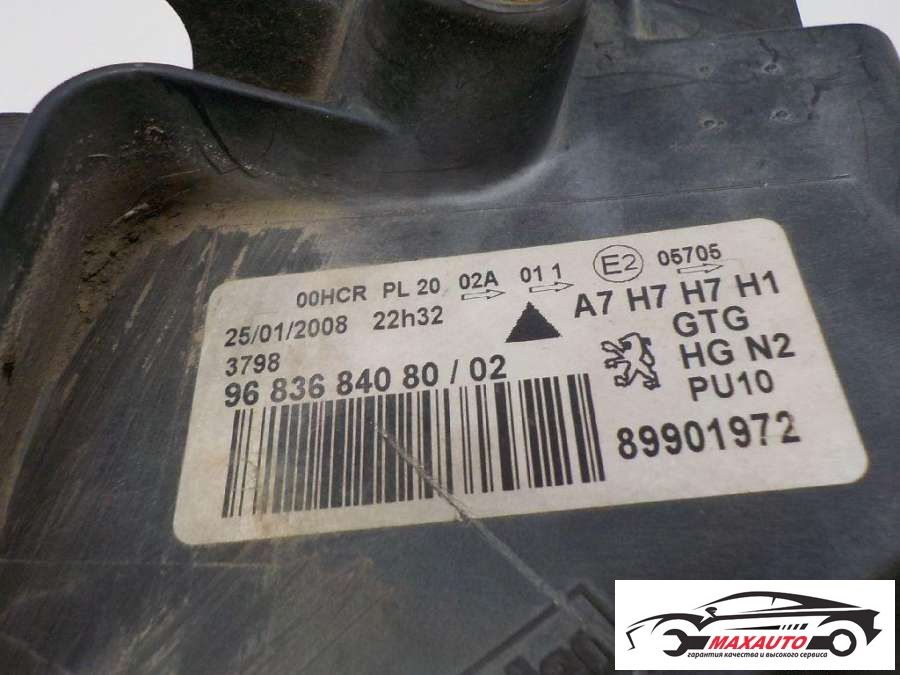 00HCR PL 20 02A 01 1 E2 05705
25/01/2008 22h32 A7 H7 H7 H1
3798 GTG
96 836 840 80 / 02 HG N2
PU10
89901972
MAXAUTO
гарантия качества и высокого сервиса